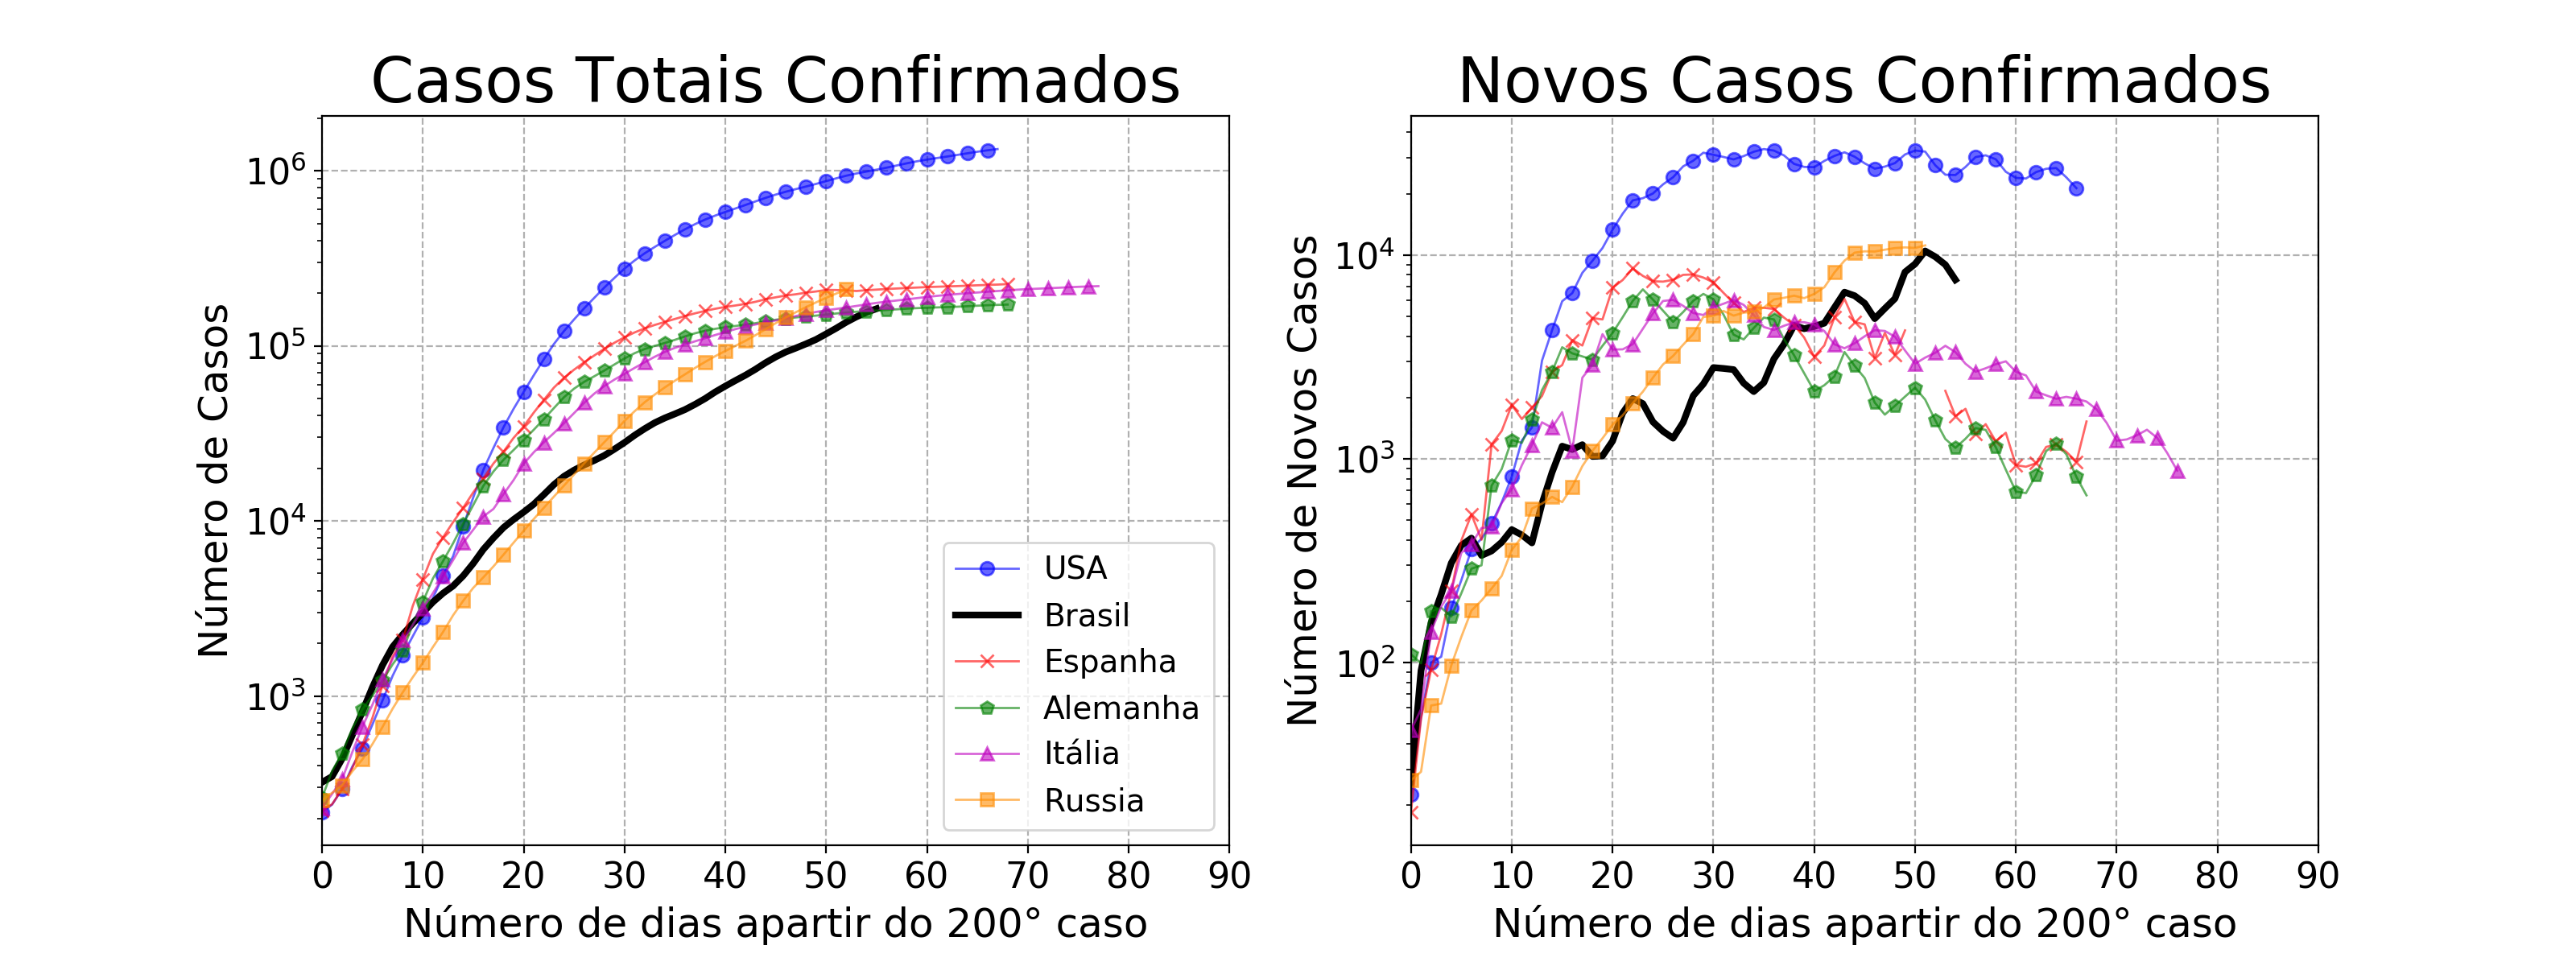 Casos Totais Confirmados
Número de Casos
10^6
10^5
10^4
10^3
0 10 20 30 40 50 60 70 80 90
Número de dias apartir do 200° caso
USA
Brasil
Espanha
Alemanha
Itália
Russia
Novos Casos Confirmados
Número de Novos Casos
10^4
10^3
10^2
0 10 20 30 40 50 60 70 80 90
Número de dias apartir do 200° caso